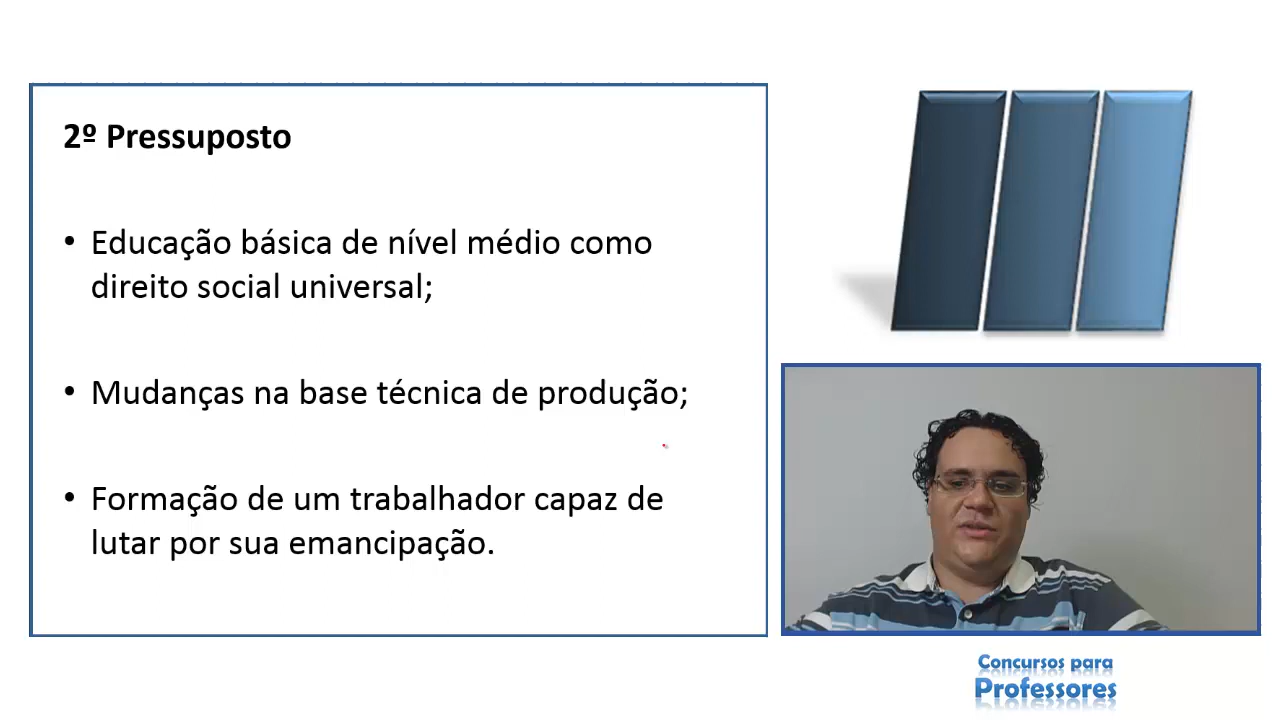 2º Pressuposto
• Educação básica de nível médio como
direito social universal;
• Mudanças na base técnica de produção;
• Formação de um trabalhador capaz de
lutar por sua emancipação.
Concursos para
Professores